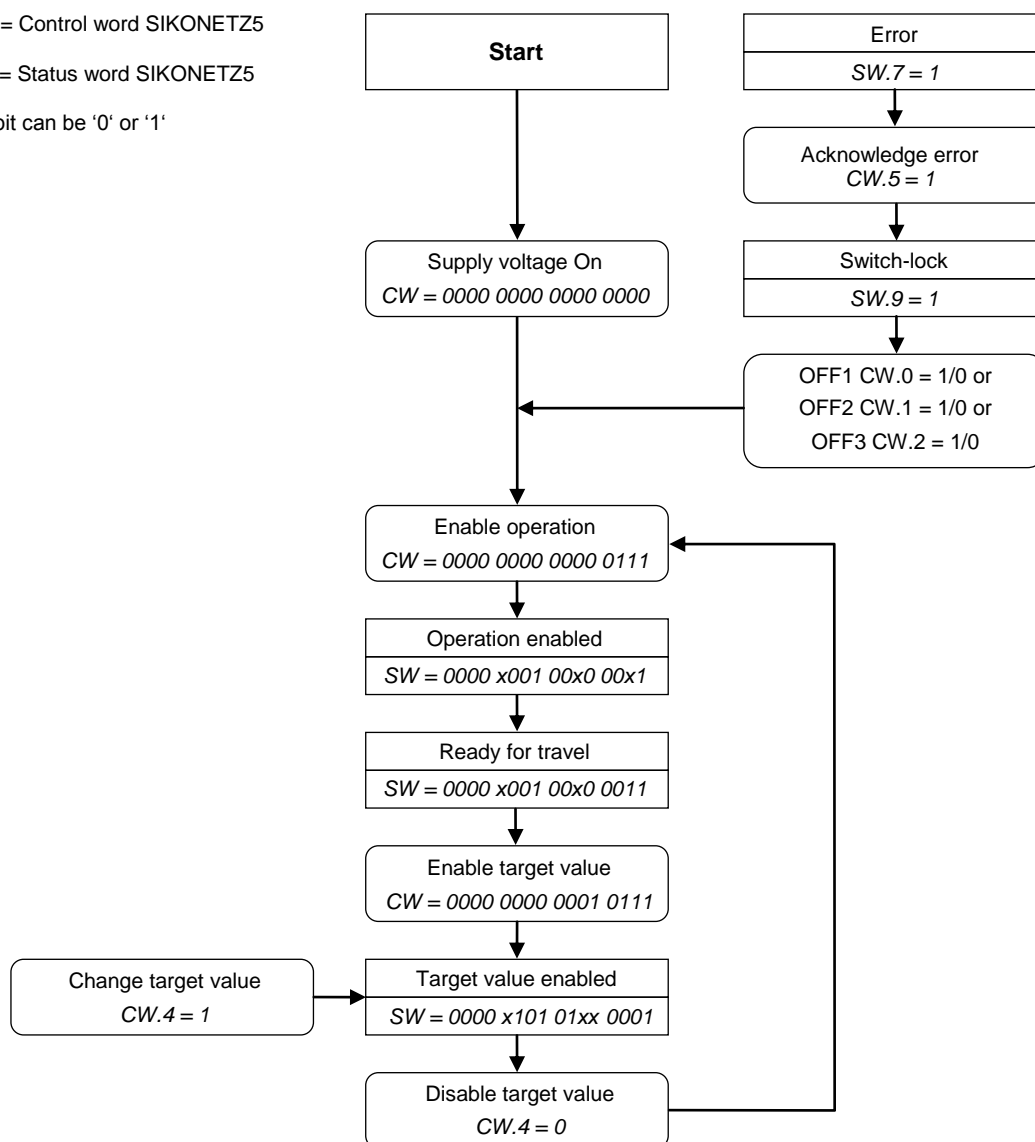 = Control word SIKONETZ5
= Status word SIKONETZ5
bit can be ‘0‘ or ‘1‘
Start
Error
SW.7 = 1
Acknowledge error
CW.5 = 1
Supply voltage On
CW = 0000 0000 0000 0000
Switch-lock
SW.9 = 1
OFF1 CW.0 = 1/0 or
OFF2 CW.1 = 1/0 or
OFF3 CW.2 = 1/0
Enable operation
CW = 0000 0000 0000 0111
Operation enabled
SW = 0000 x001 00x0 00x1
Ready for travel
SW = 0000 x001 00x0 0011
Enable target value
CW = 0000 0000 0001 0111
Change target value
CW.4 = 1
Target value enabled
SW = 0000 x101 01xx 0001
Disable target value
CW.4 = 0